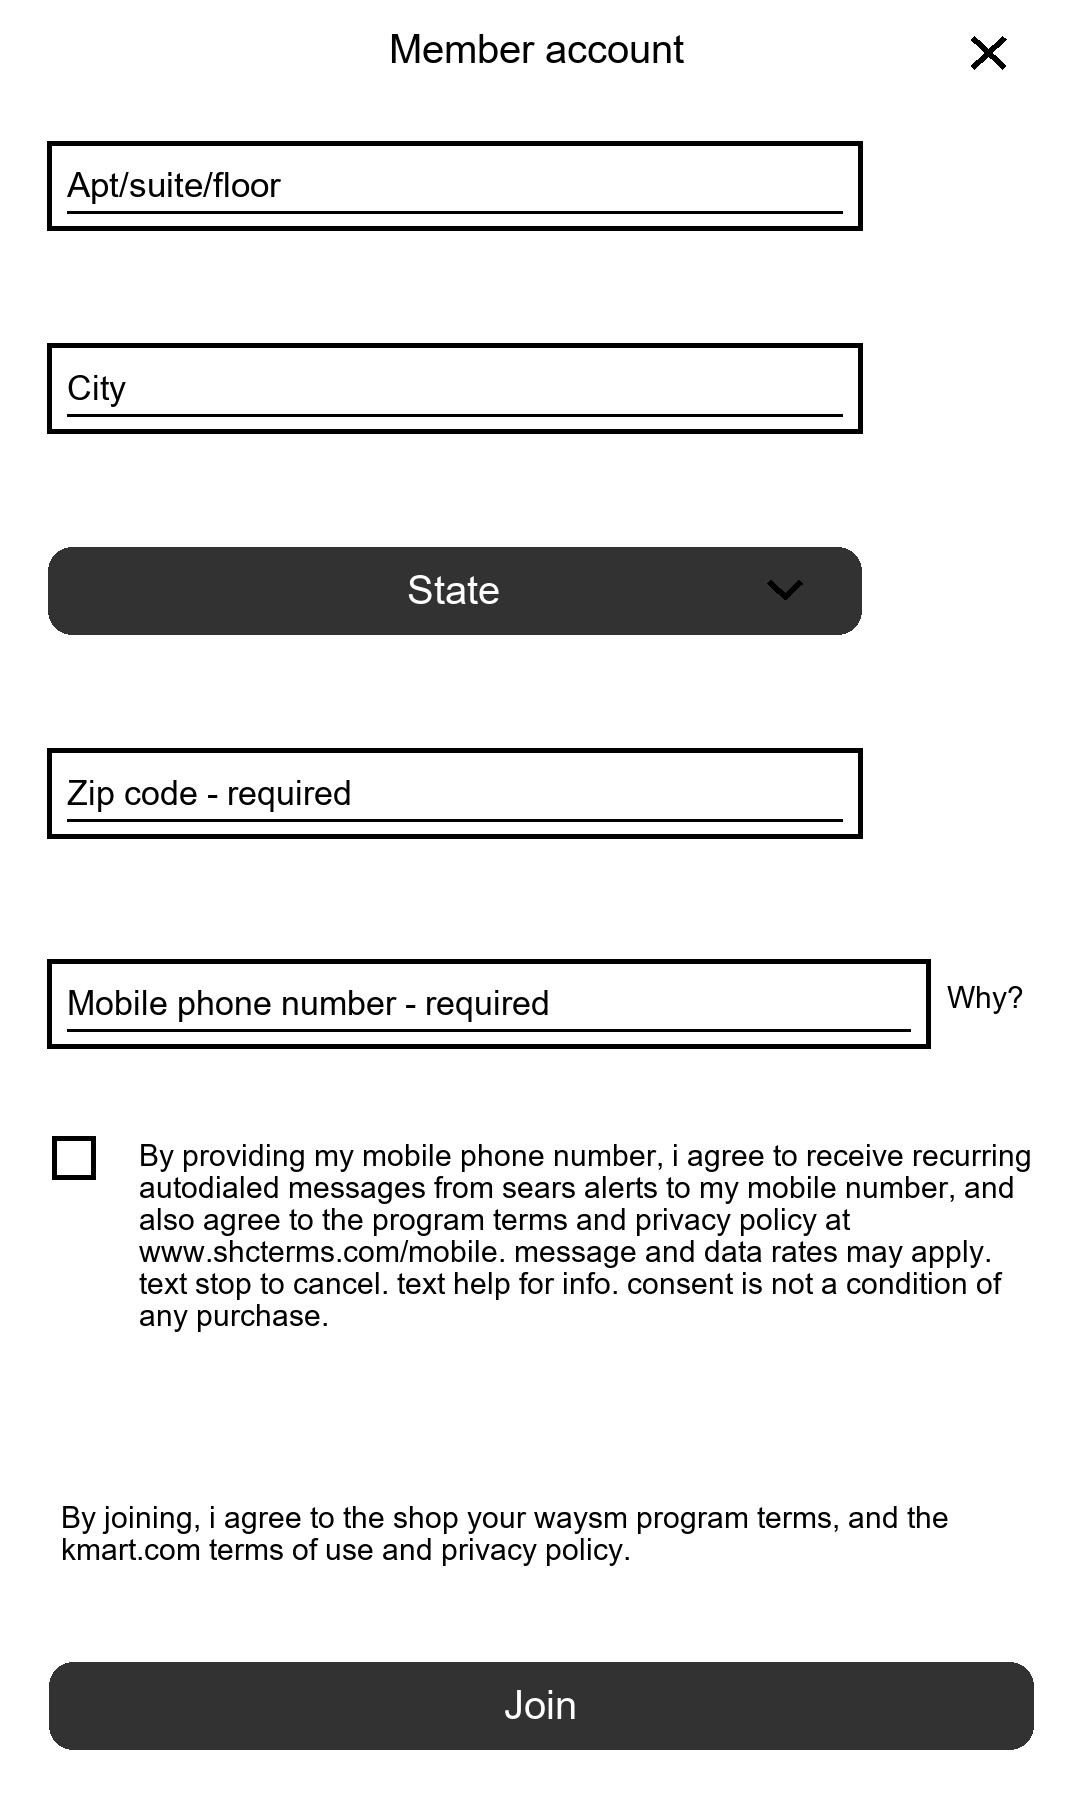 Member account
Apt/suite/floor
City
State
Zip code - required
Mobile phone number - required
Why?
By providing my mobile phone number, i agree to receive recurring
autodialed messages from sears alerts to my mobile number, and
also agree to the program terms and privacy policy at
www.shcterms.com/mobile. message and data rates may apply.
text stop to cancel. text help for info. consent is not a condition of
any purchase.
By joining, i agree to the shop your waysm program terms, and the
kmart.com terms of use and privacy policy.
Join